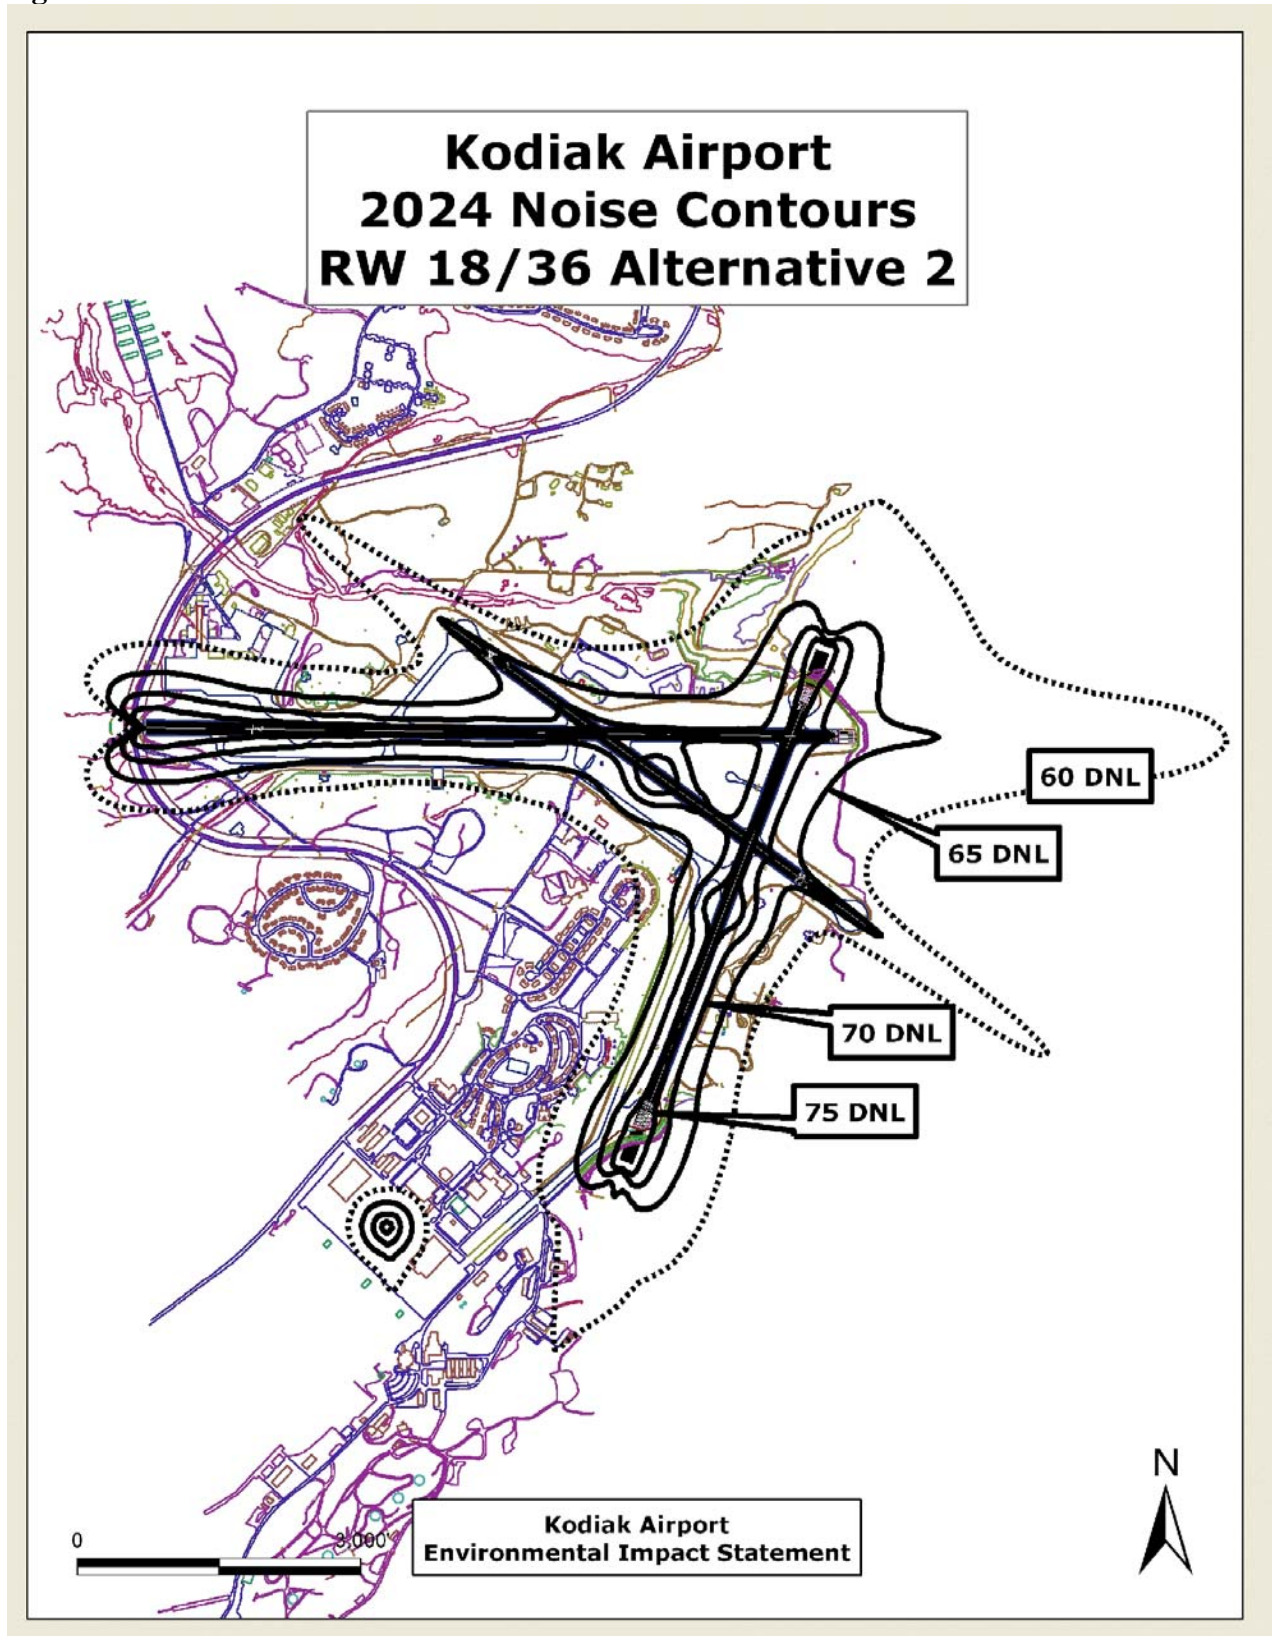 Kodiak Airport
2024 Noise Contours
RW 18/36 Alternative 2
60 DNL
65 DNL
70 DNL
75 DNL
N
0
3,000'
Kodiak Airport
Environmental Impact Statement